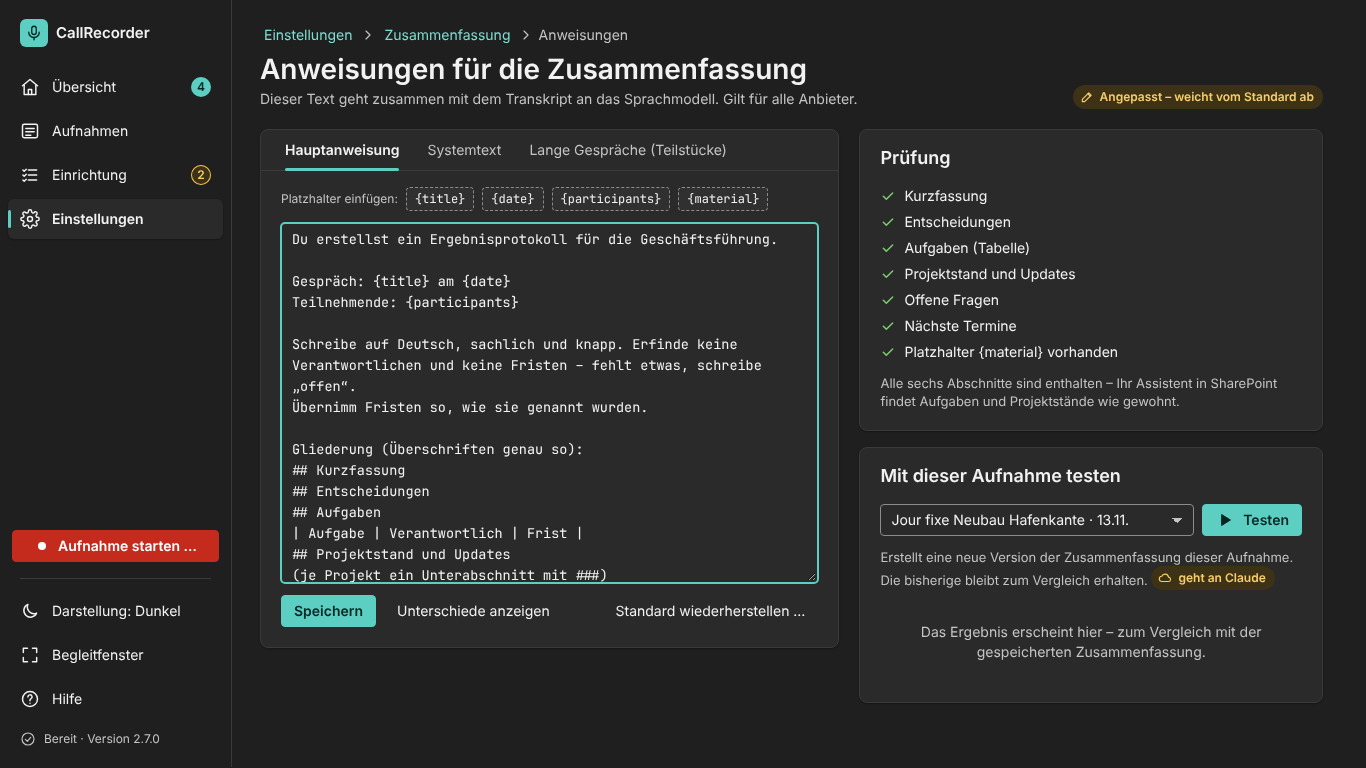 CallRecorder
Übersicht
4
Aufnahmen
Einrichtung
2
Einstellungen
Aufnahme starten ...
Darstellung: Dunkel
Begleitfenster
Hilfe
Bereit · Version 2.7.0
Einstellungen > Zusammenfassung > Anweisungen
Anweisungen für die Zusammenfassung
Dieser Text geht zusammen mit dem Transkript an das Sprachmodell. Gilt für alle Anbieter.
Angepasst – weicht vom Standard ab
Hauptanweisung
Systemtext
Lange Gespräche (Teilstücke)
Platzhalter einfügen: {title} {date} {participants} {material}
Du erstellst ein Ergebnisprotokoll für die Geschäftsführung.
Gespräch: {title} am {date}
Teilnehmende: {participants}
Schreibe auf Deutsch, sachlich und knapp. Erfinde keine
Verantwortlichen und keine Fristen – fehlt etwas, schreibe
„offen“.
Übernimm Fristen so, wie sie genannt wurden.
Gliederung (Überschriften genau so):
## Kurzfassung
## Entscheidungen
## Aufgaben
| Aufgabe | Verantwortlich | Frist |
## Projektstand und Updates
(je Projekt ein Unterabschnitt mit ###)
Speichern
Unterschiede anzeigen
Standard wiederherstellen ...
Prüfung
Kurzfassung
Entscheidungen
Aufgaben (Tabelle)
Projektstand und Updates
Offene Fragen
Nächste Termine
Platzhalter {material} vorhanden
Alle sechs Abschnitte sind enthalten – Ihr Assistent in SharePoint
findet Aufgaben und Projektstände wie gewohnt.
Mit dieser Aufnahme testen
Jour fixe Neubau Hafenkante · 13.11.
Testen
Erstellt eine neue Version der Zusammenfassung dieser Aufnahme.
Die bisherige bleibt zum Vergleich erhalten. geht an Claude
Das Ergebnis erscheint hier – zum Vergleich mit der
gespeicherten Zusammenfassung.